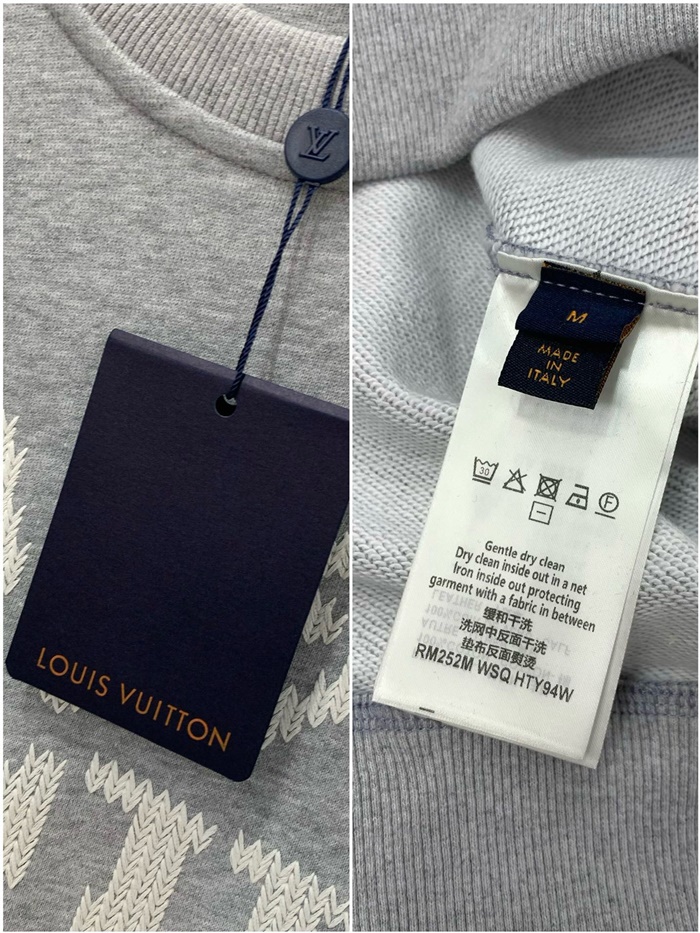 LV
LOUIS VUITTON
M
MADE
IN
ITALY
30
F
Gentle dry clean
Dry clean inside out in a net
Iron inside out protecting
garment with a fabric in between
缓和干洗
洗网中反面干洗
垫布反面熨烫
RM252M WSQ HTY94W